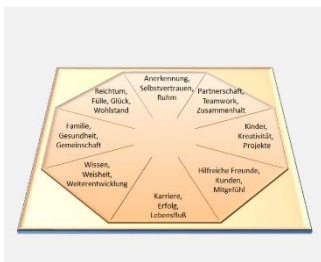 Anerkennung,
Selbstvertrauen,
Ruhm
Reichtum,
Fülle, Glück,
Wohlstand
Partnerschaft,
Teamwork,
Zusammenhalt
Familie,
Gesundheit,
Gemeinschaft
Kinder,
Kreativität,
Projekte
Wissen,
Weisheit,
Weiterentwicklung
Hilfreiche Freunde,
Kunden,
Mitgefühl
Karriere,
Erfolg,
Lebensfluß